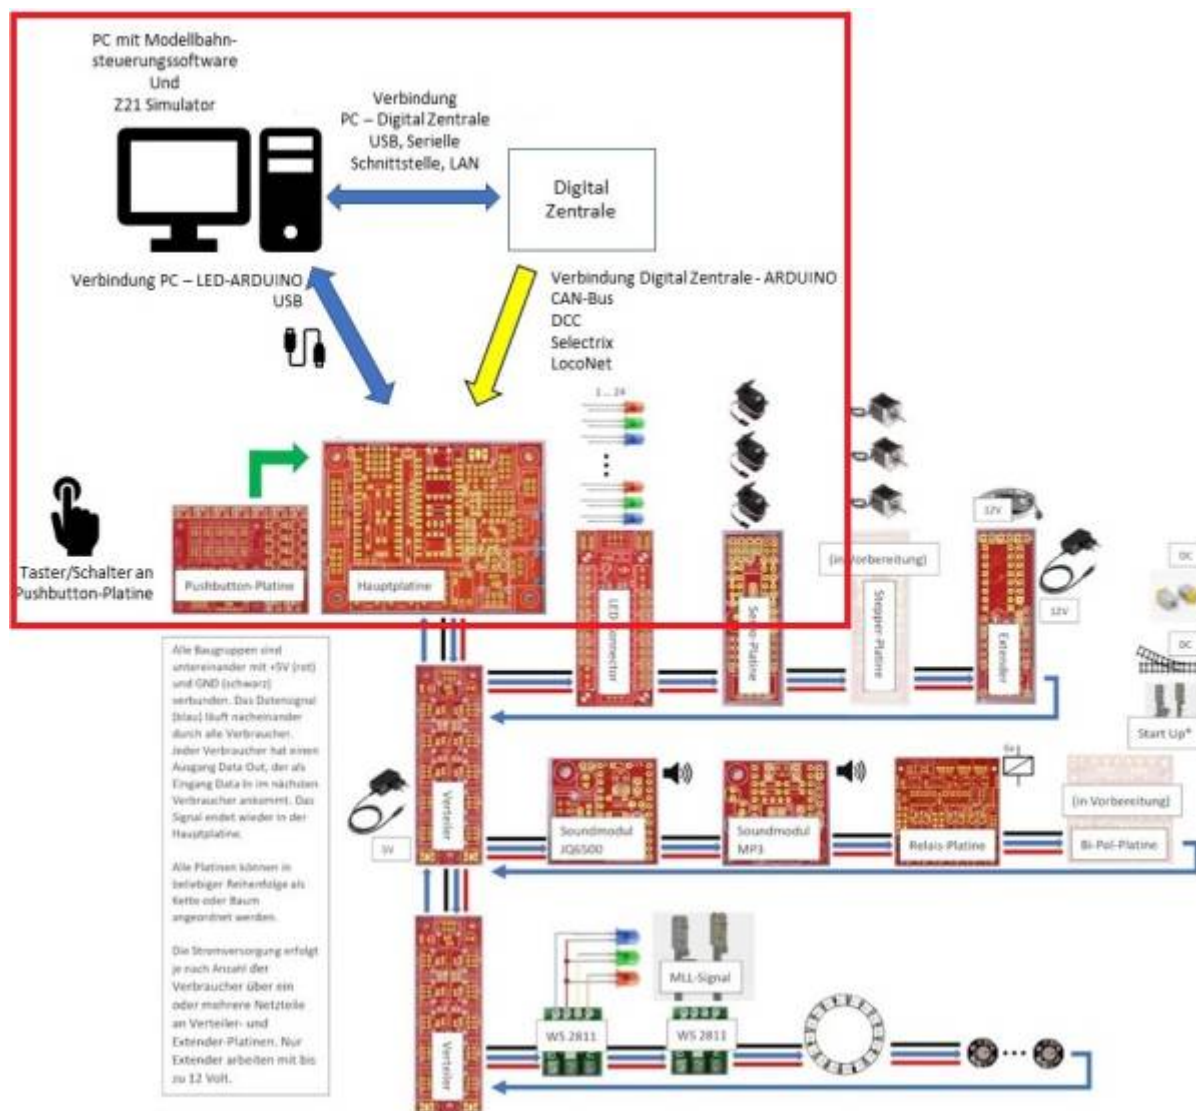 PC mit Modellbahn-
steuerungssoftware
Und
Z21 Simulator
Verbindung
PC – Digital Zentrale
USB, Serielle
Schnittstelle, LAN
Digital
Zentrale
Verbindung PC – LED-ARDUINO
USB
Verbindung Digital Zentrale - ARDUINO
CAN-Bus
DCC
Selectrix
LocoNet
1 ... 24
Taster/Schalter an
Pushbutton-Platine
Pushbutton-Platine
Hauptplatine
LED-Connector
Servo-Platine
(in Vorbereitung)
Stepper-Platine
12V
Extender
12V
DC
DC
Start Up*
Alle Baugruppen sind
untereinander mit +5V (rot)
und GND (schwarz)
verbunden. Das Datensignal
(blau) läuft nacheinander
durch alle Verbraucher.
Jeder Verbraucher hat einen
Ausgang Data Out, der als
Eingang Data In im nächsten
Verbraucher ankommt. Das
Signal endet wieder in der
Hauptplatine.
Alle Platinen können in
beliebiger Reihenfolge als
Kette oder Baum
angeordnet werden.
Die Stromversorgung erfolgt
je nach Anzahl der
Verbraucher über ein
oder mehrere Netzteile
an Verteiler- und
Extender-Platinen. Nur
Extender arbeiten mit bis
zu 12 Volt.
Verteiler
5V
Soundmodul
JQ6500
Soundmodul
MP3
Relais-Platine
(in Vorbereitung)
Bi-Pol-Platine
Verteiler
WS 2811
MLL-Signal
WS 2811